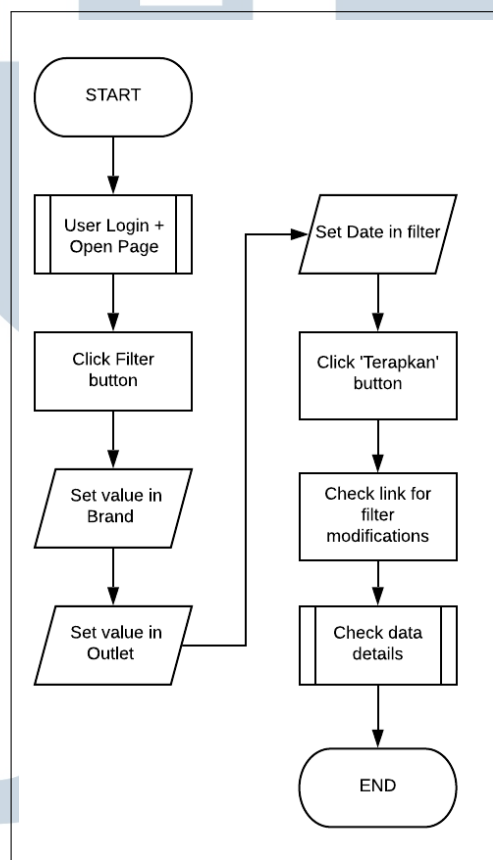 START
User Login +
Open Page
Click Filter
button
Set value in
Brand
Set value in
Outlet
Set Date in filter
Click 'Terapkan'
button
Check link for
filter
modifications
Check data
details
END